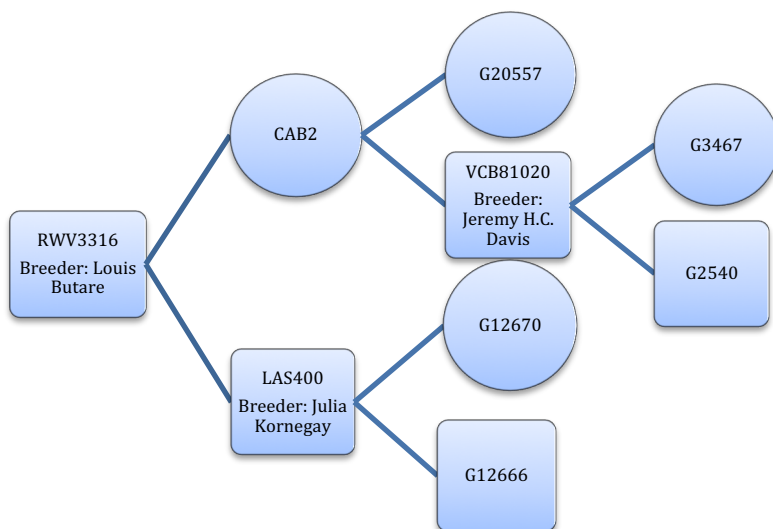 G20557
CAB2
G3467
VCB81020
Breeder:
Jeremy H.C.
Davis
RWV3316
Breeder: Louis
Butare
G2540
G12670
LAS400
Breeder: Julia
Kornegay
G12666